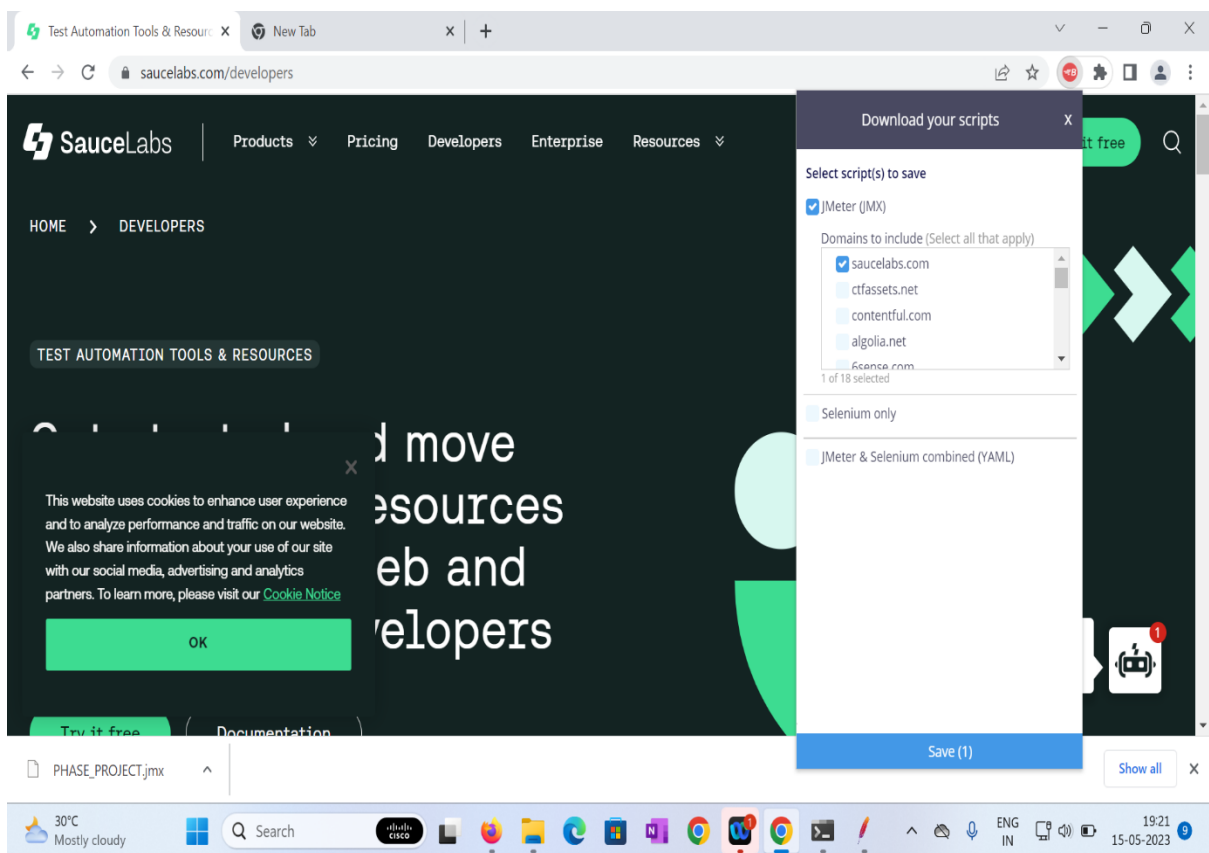 Test Automation Tools & Resourc
New Tab
saucelabs.com/developers
SauceLabs
Products
Pricing
Developers
Enterprise
Resources
it free
HOME > DEVELOPERS
TEST AUTOMATION TOOLS & RESOURCES
d move
esources
eb and
velopers
This website uses cookies to enhance user experience
and to analyze performance and traffic on our website.
We also share information about your use of our site
with our social media, advertising and analytics
partners. To learn more, please visit our Cookie Notice
OK
Try it free
Documentation
Download your scripts X
Select script(s) to save
JMeter (JMX)
Domains to include (Select all that apply)
saucelabs.com
ctfassets.net
contentful.com
algolia.net
6sense.com
1 of 18 selected
Selenium only
JMeter & Selenium combined (YAML)
Save (1)
1
PHASE_PROJECT.jmx
Show all
30°C
Mostly cloudy
Search
cisco
1
ENG
IN
19:21
15-05-2023
9